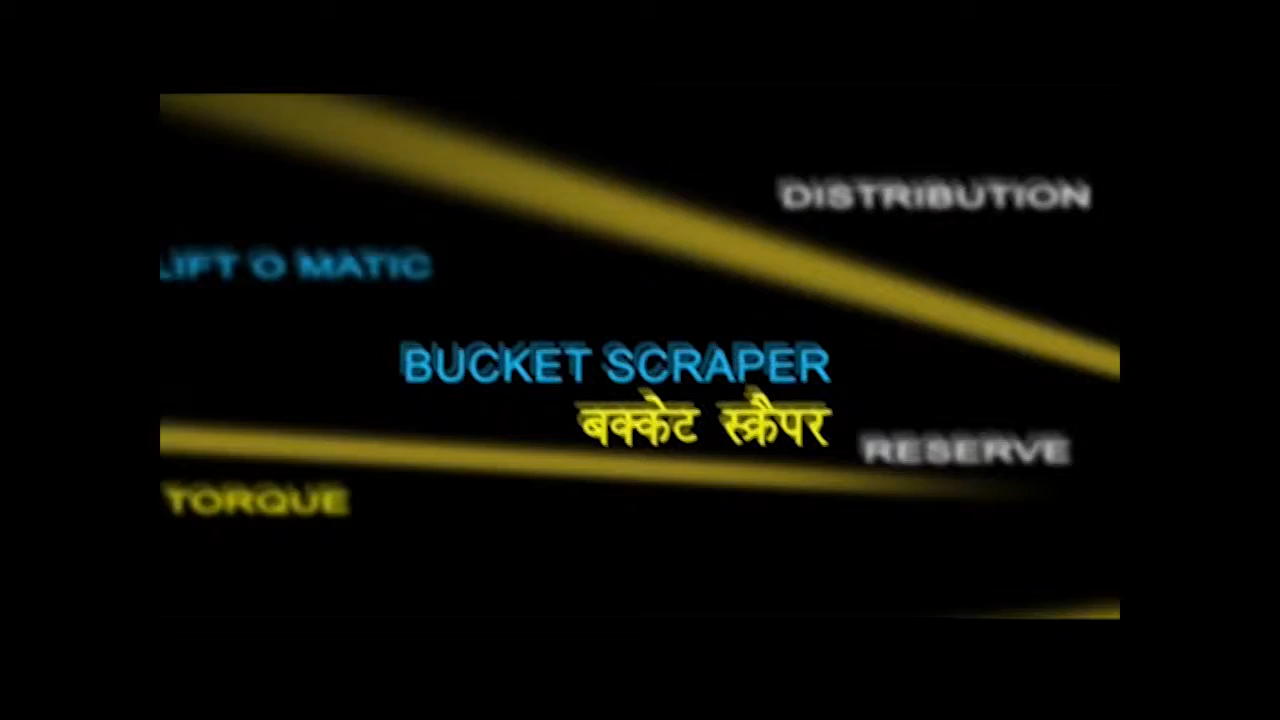 DISTRIBUTION
LIFT O MATIC
BUCKET SCRAPER
बक्केट स्क्रैपर
RESERVE
TORQUE